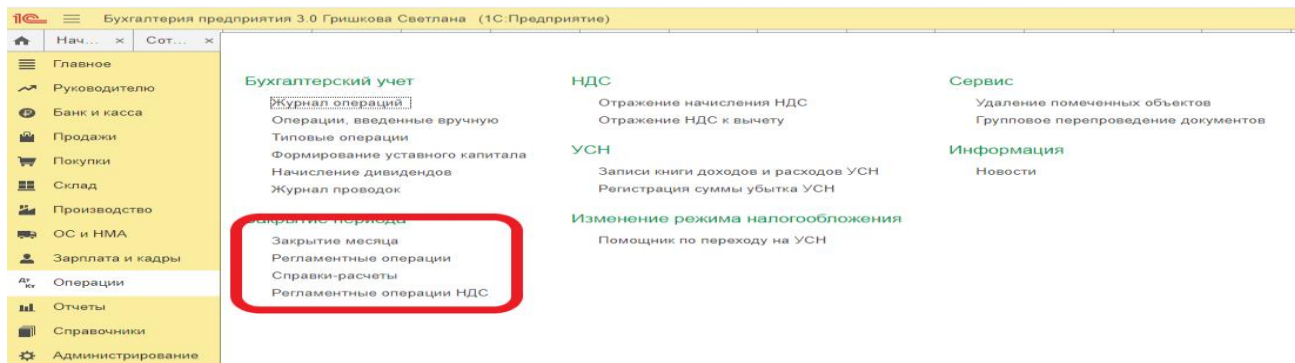 1С Бухгалтерия предприятия 3.0 Гришкова Светлана (1С:Предприятие)
Нач... × Сот... ×
Главное
Руководителю
Банк и касса
Продажи
Покупки
Склад
Производство
ОС и НМА
Зарплата и кадры
Дт Кт Операции
Отчеты
Справочники
Администрирование
Бухгалтерский учет
Журнал операций
Операции, введенные вручную
Типовые операции
Формирование уставного капитала
Начисление дивидендов
Журнал проводок
Закрытие периода
Закрытие месяца
Регламентные операции
Справки-расчеты
Регламентные операции НДС
НДС
Отражение начисления НДС
Отражение НДС к вычету
УСН
Записи книги доходов и расходов УСН
Регистрация суммы убытка УСН
Изменение режима налогообложения
Помощник по переходу на УСН
Сервис
Удаление помеченных объектов
Групповое перепроведение документов
Информация
Новости